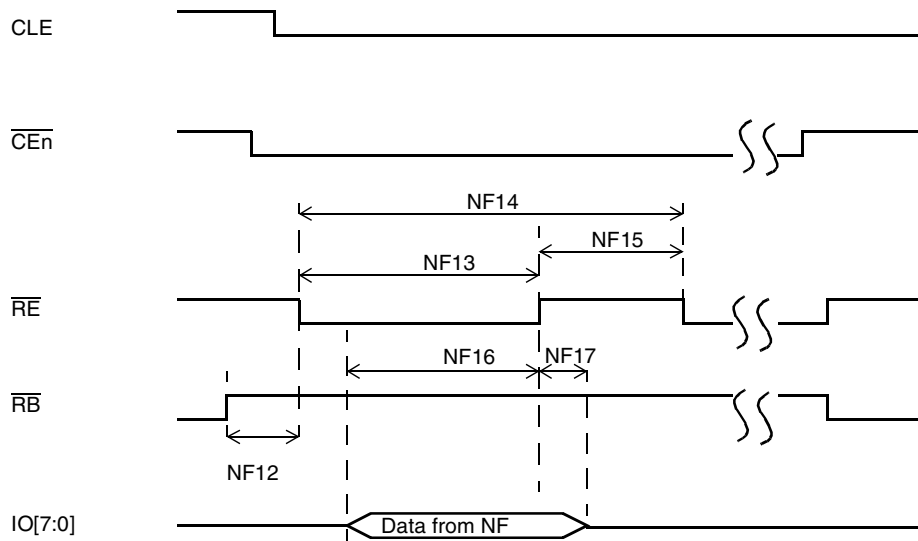 CLE
CEn
NF14
NF15
NF13
RE
NF16
NF17
RB
NF12
IO[7:0]
Data from NF